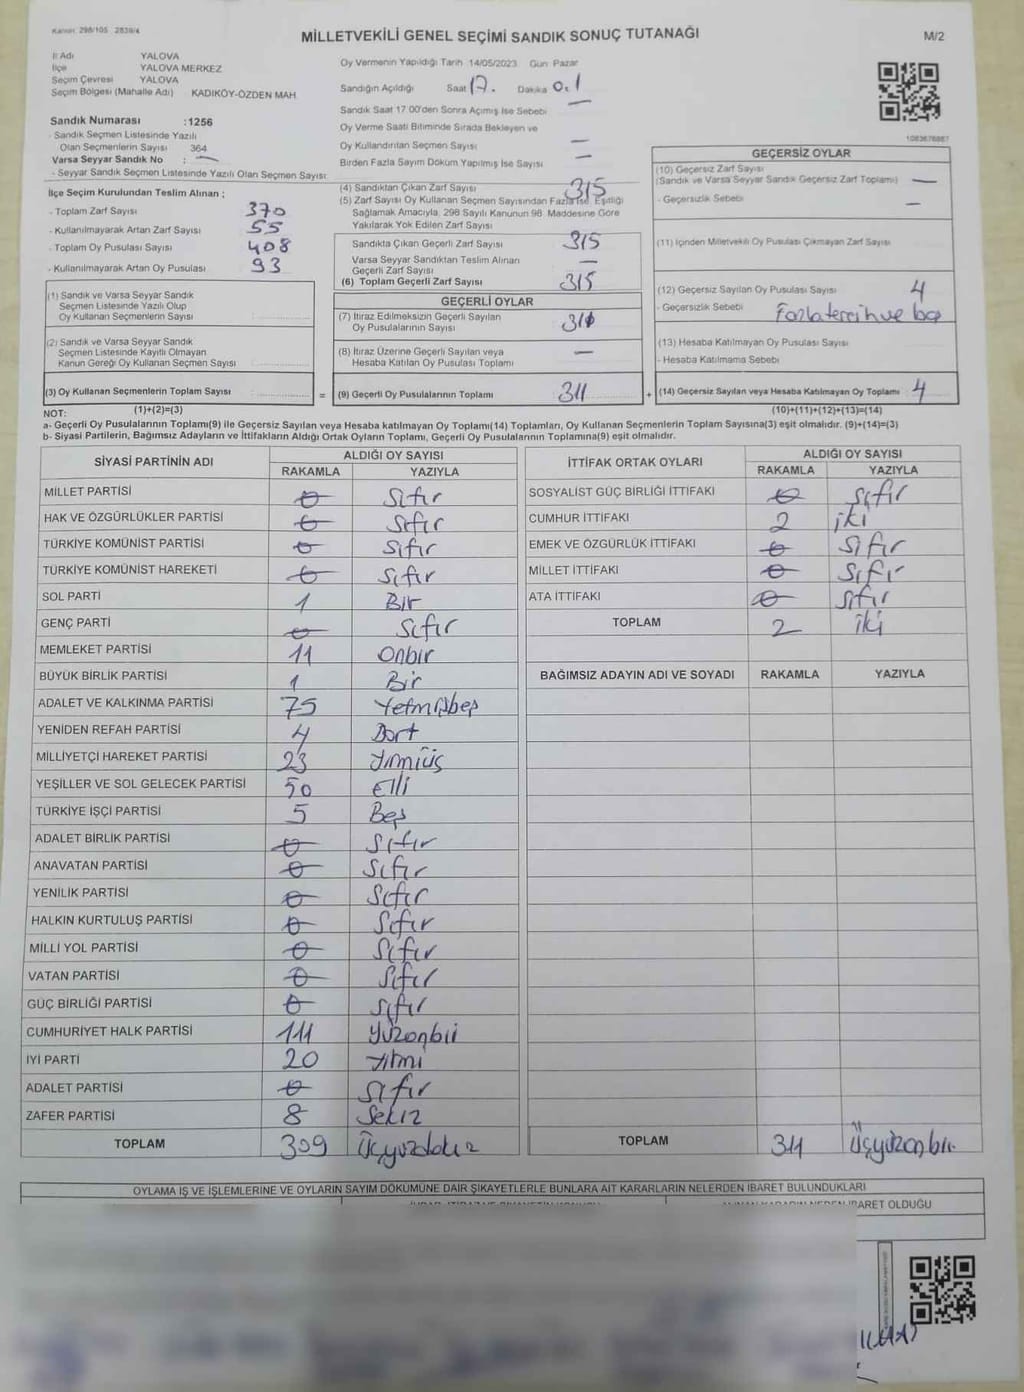 Kanun: 298/105 2839/4
MİLLETVEKİLİ GENEL SEÇİMİ SANDIK SONUÇ TUTANAĞI
M/2
İl Adı YALOVA
İlçe YALOVA MERKEZ
Seçim Çevresi YALOVA
Seçim Bölgesi (Mahalle Adı) KADIKÖY-ÖZDEN MAH.
Sandık Numarası :1256
- Sandık Seçmen Listesinde Yazılı
Olan Seçmenlerin Sayısı 364
Varsa Seyyar Sandık No : —
- Seyyar Sandık Seçmen Listesinde Yazılı Olan Seçmen Sayısı:
Oy Vermenin Yapıldığı Tarih 14/05/2023 Gün Pazar
Sandığın Açıldığı Saat 17. Dakika 01
Sandık Saat 17 00'den Sonra Açılmış İse Sebebi —
Oy Verme Saati Bitiminde Sırada Bekleyen ve
Oy Kullandırılan Seçmen Sayısı —
Birden Fazla Sayım Döküm Yapılmış İse Sayısı —
1083676887
İlçe Seçim Kurulundan Teslim Alınan ;
- Toplam Zarf Sayısı 370
- Kullanılmayarak Artan Zarf Sayısı 55
- Toplam Oy Pusulası Sayısı 408
- Kullanılmayarak Artan Oy Pusulası 93
(1) Sandık ve Varsa Seyyar Sandık
Seçmen Listesinde Yazılı Olup
Oy Kullanan Seçmenlerin Sayısı
(2) Sandık ve Varsa Seyyar Sandık
Seçmen Listesinde Kayıtlı Olmayan
Kanun Gereği Oy Kullanan Seçmen Sayısı
(3) Oy Kullanan Seçmenlerin Toplam Sayısı =
(1)+(2)=(3)
(4) Sandıktan Çıkan Zarf Sayısı 315
(5) Zarf Sayısı Oy Kullanan Seçmen Sayısından Fazla İse, Eşitliği
Sağlamak Amacıyla, 298 Sayılı Kanunun 98. Maddesine Göre
Yakılarak Yok Edilen Zarf Sayısı
Sandıkta Çıkan Geçerli Zarf Sayısı 315
Varsa Seyyar Sandıktan Teslim Alınan
Geçerli Zarf Sayısı —
(6) Toplam Geçerli Zarf Sayısı 315
GEÇERLİ OYLAR
(7) İtiraz Edilmeksizin Geçerli Sayılan
Oy Pusulalarının Sayısı
(8) İtiraz Üzerine Geçerli Sayılan veya
Hesaba Katılan Oy Pusulası Toplamı —
(9) Geçerli Oy Pusulalarının Toplamı 311 +
GEÇERSİZ OYLAR
(10) Geçersiz Zarf Sayısı
(Sandık ve Varsa Seyyar Sandık Geçersiz Zarf Toplamı) —
- Geçersizlik Sebebi —
(11) İçinden Milletvekili Oy Pusulası Çıkmayan Zarf Sayısı
(12) Geçersiz Sayılan Oy Pusulası Sayısı 4
- Geçersizlik Sebebi Fazla tercih ve boş
(13) Hesaba Katılmayan Oy Pusulası Sayısı
- Hesaba Katılmama Sebebi
(14) Geçersiz Sayılan veya Hesaba Katılmayan Oy Toplamı 4
(10)+(11)+(12)+(13)=(14)
NOT:
a- Geçerli Oy Pusulalarının Toplamı(9) ile Geçersiz Sayılan veya Hesaba katılmayan Oy Toplamı(14) Toplamları, Oy Kullanan Seçmenlerin Toplam Sayısına(3) eşit olmalıdır. (9)+(14)=(3)
b- Siyasi Partilerin, Bağımsız Adayların ve İttifakların Aldığı Ortak Oyların Toplamı, Geçerli Oy Pusulalarının Toplamına(9) eşit olmalıdır.
SİYASİ PARTİNİN ADI ALDIĞI OY SAYISI
RAKAMLA YAZIYLA
MİLLET PARTİSİ 0 Sıfır
HAK VE ÖZGÜRLÜKLER PARTİSİ 0 Sıfır
TÜRKİYE KOMÜNİST PARTİSİ 0 Sıfır
TÜRKİYE KOMÜNİST HAREKETİ 0 Sıfır
SOL PARTİ 1 Bir
GENÇ PARTİ 0 Sıfır
MEMLEKET PARTİSİ 11 Onbir
BÜYÜK BİRLİK PARTİSİ 1 Bir
ADALET VE KALKINMA PARTİSİ 75 Yetmişbeş
YENİDEN REFAH PARTİSİ 4 Dört
MİLLİYETÇİ HAREKET PARTİSİ 23 Yirmiüç
YEŞİLLER VE SOL GELECEK PARTİSİ 50 Elli
TÜRKİYE İŞÇİ PARTİSİ 5 Beş
ADALET BİRLİK PARTİSİ 0 Sıfır
ANAVATAN PARTİSİ 0 Sıfır
YENİLİK PARTİSİ 0 Sıfır
HALKIN KURTULUŞ PARTİSİ 0 Sıfır
MİLLİ YOL PARTİSİ 0 Sıfır
VATAN PARTİSİ 0 Sıfır
GÜÇ BİRLİĞİ PARTİSİ 0 Sıfır
CUMHURİYET HALK PARTİSİ 111 Yüzonbir
İYİ PARTİ 20 Yirmi
ADALET PARTİSİ 0 Sıfır
ZAFER PARTİSİ 8 Sekiz
TOPLAM 309 Üçyüzdokuz
İTTİFAK ORTAK OYLARI ALDIĞI OY SAYISI
RAKAMLA YAZIYLA
SOSYALİST GÜÇ BİRLİĞİ İTTİFAKI 0 Sıfır
CUMHUR İTTİFAKI 2 iki
EMEK VE ÖZGÜRLÜK İTTİFAKI 0 Sıfır
MİLLET İTTİFAKI 0 Sıfır
ATA İTTİFAKI 0 Sıfır
TOPLAM 2 iki
BAĞIMSIZ ADAYIN ADI VE SOYADI RAKAMLA YAZIYLA
TOPLAM 311 Üçyüzonbir
OYLAMA İŞ VE İŞLEMLERİNE VE OYLARIN SAYIM DÖKÜMÜNE DAİR ŞİKAYETLERLE BUNLARA AİT KARARLARIN NELERDEN İBARET BULUNDUKLARI
İBARET OLDUĞU